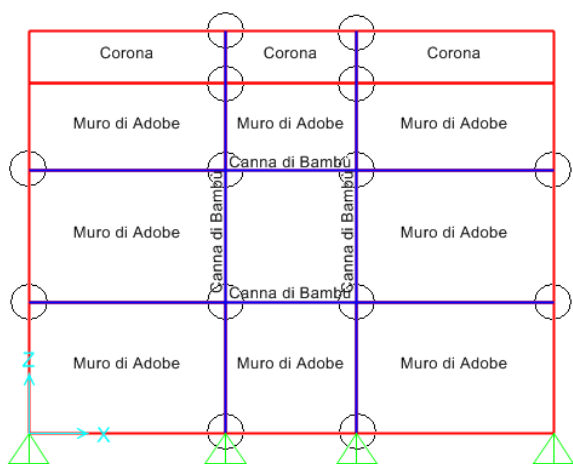 Corona Corona Corona
Muro di Adobe Muro di Adobe Muro di Adobe
Canna di Bambù
Canna di Bambù
Canna di Bambù
Muro di Adobe Muro di Adobe
Canna di Bambù
Muro di Adobe Muro di Adobe Muro di Adobe
Z
X